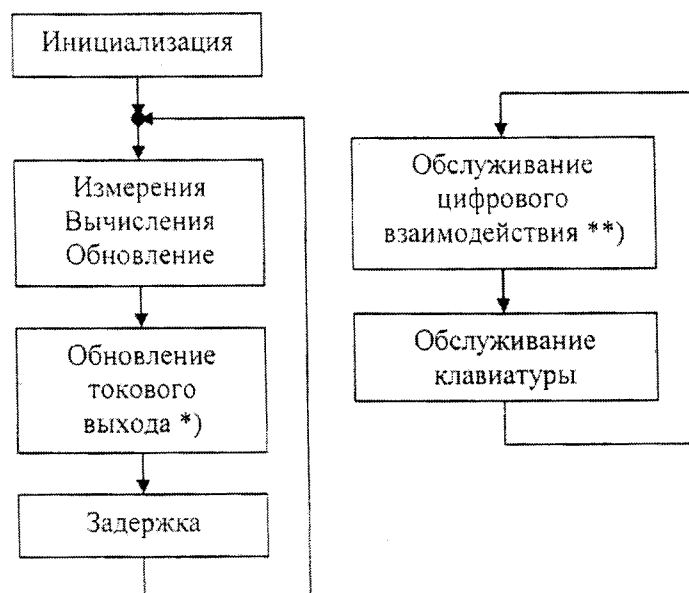 Инициализация
Измерения
Вычисления
Обновление
Обновление
токового
выхода *)
Задержка
Обслуживание
цифрового
взаимодействия **)
Обслуживание
клавиатуры